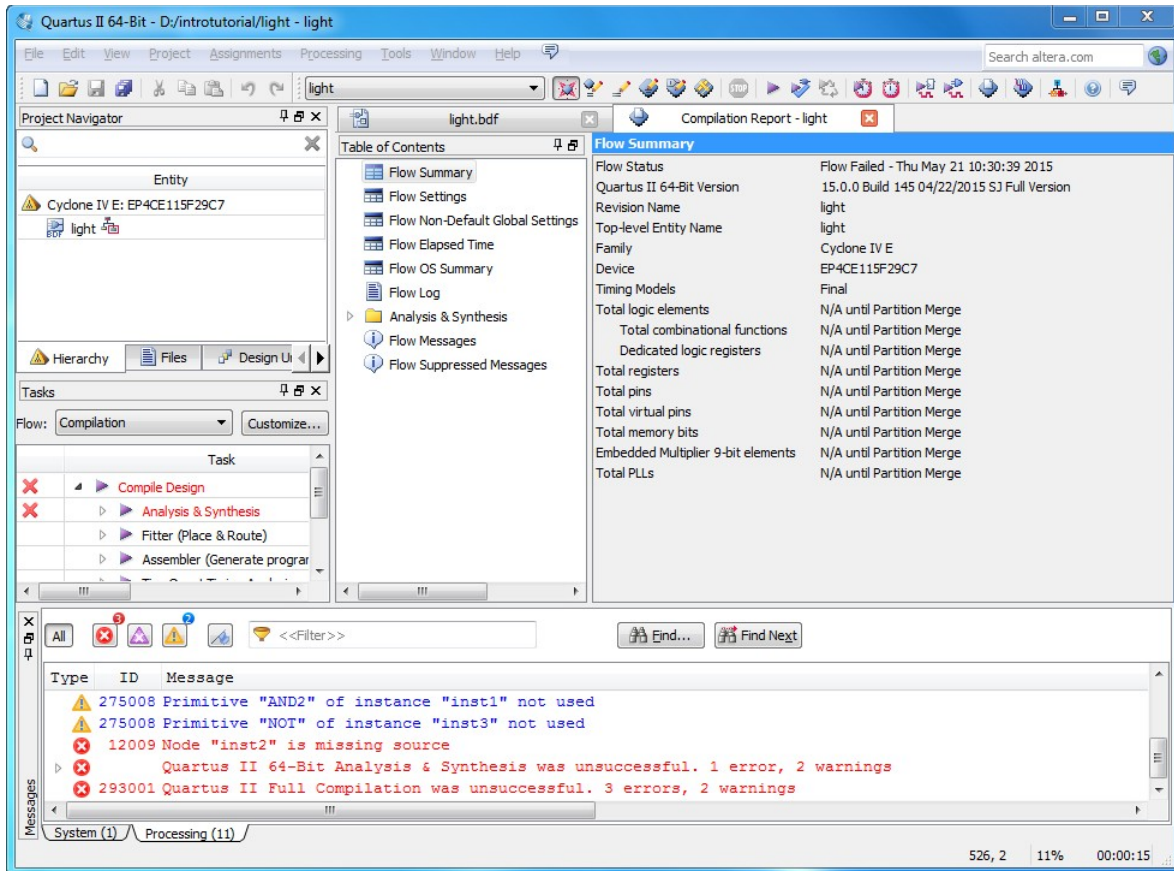 Quartus II 64-Bit - D:/introtutorial/light - light
File Edit View Project Assignments Processing Tools Window Help
Search altera.com
light
STOP
Project Navigator
Entity
Cyclone IV E: EP4CE115F29C7
BDF light
Hierarchy Files Design Un
Tasks
Flow: Compilation Customize...
Task
Compile Design
Analysis & Synthesis
Fitter (Place & Route)
Assembler (Generate program
light.bdf
Compilation Report - light
Table of Contents
Flow Summary
Flow Settings
Flow Non-Default Global Settings
Flow Elapsed Time
Flow OS Summary
Flow Log
Analysis & Synthesis
Flow Messages
Flow Suppressed Messages
Flow Summary
Flow Status Flow Failed - Thu May 21 10:30:39 2015
Quartus II 64-Bit Version 15.0.0 Build 145 04/22/2015 SJ Full Version
Revision Name light
Top-level Entity Name light
Family Cyclone IV E
Device EP4CE115F29C7
Timing Models Final
Total logic elements N/A until Partition Merge
Total combinational functions N/A until Partition Merge
Dedicated logic registers N/A until Partition Merge
Total registers N/A until Partition Merge
Total pins N/A until Partition Merge
Total virtual pins N/A until Partition Merge
Total memory bits N/A until Partition Merge
Embedded Multiplier 9-bit elements N/A until Partition Merge
Total PLLs N/A until Partition Merge
All 3 2 <<Filter>> Find... Find Next
Type ID Message
275008 Primitive "AND2" of instance "inst1" not used
275008 Primitive "NOT" of instance "inst3" not used
12009 Node "inst2" is missing source
Quartus II 64-Bit Analysis & Synthesis was unsuccessful. 1 error, 2 warnings
293001 Quartus II Full Compilation was unsuccessful. 3 errors, 2 warnings
Messages
System (1) Processing (11)
526, 2 11% 00:00:15